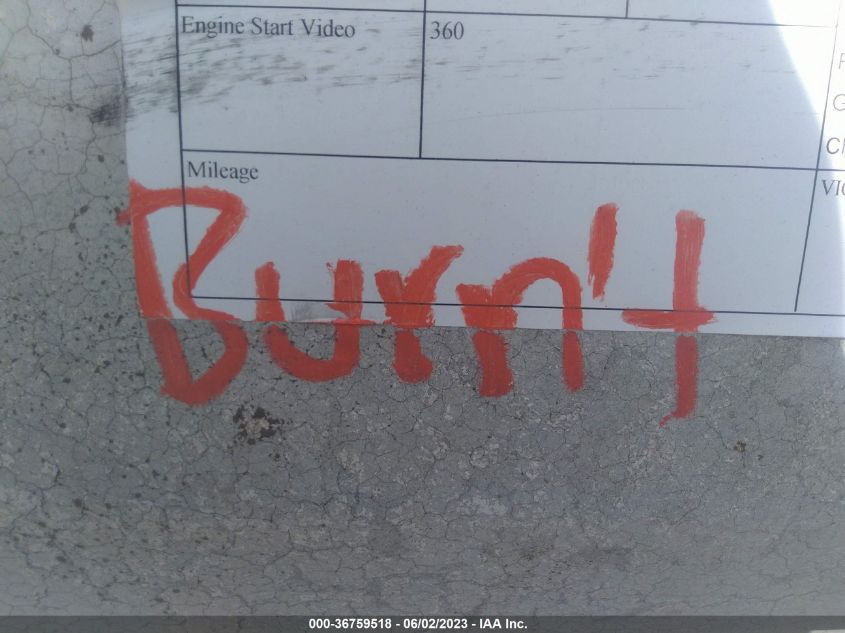 Engine Start Video
360
Mileage
Burn't
000-36759518 - 06/02/2023 - IAA Inc.